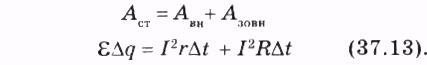 A_ст = A_вн + A_зовн
ℰΔq = I²rΔt + I²RΔt (37.13).